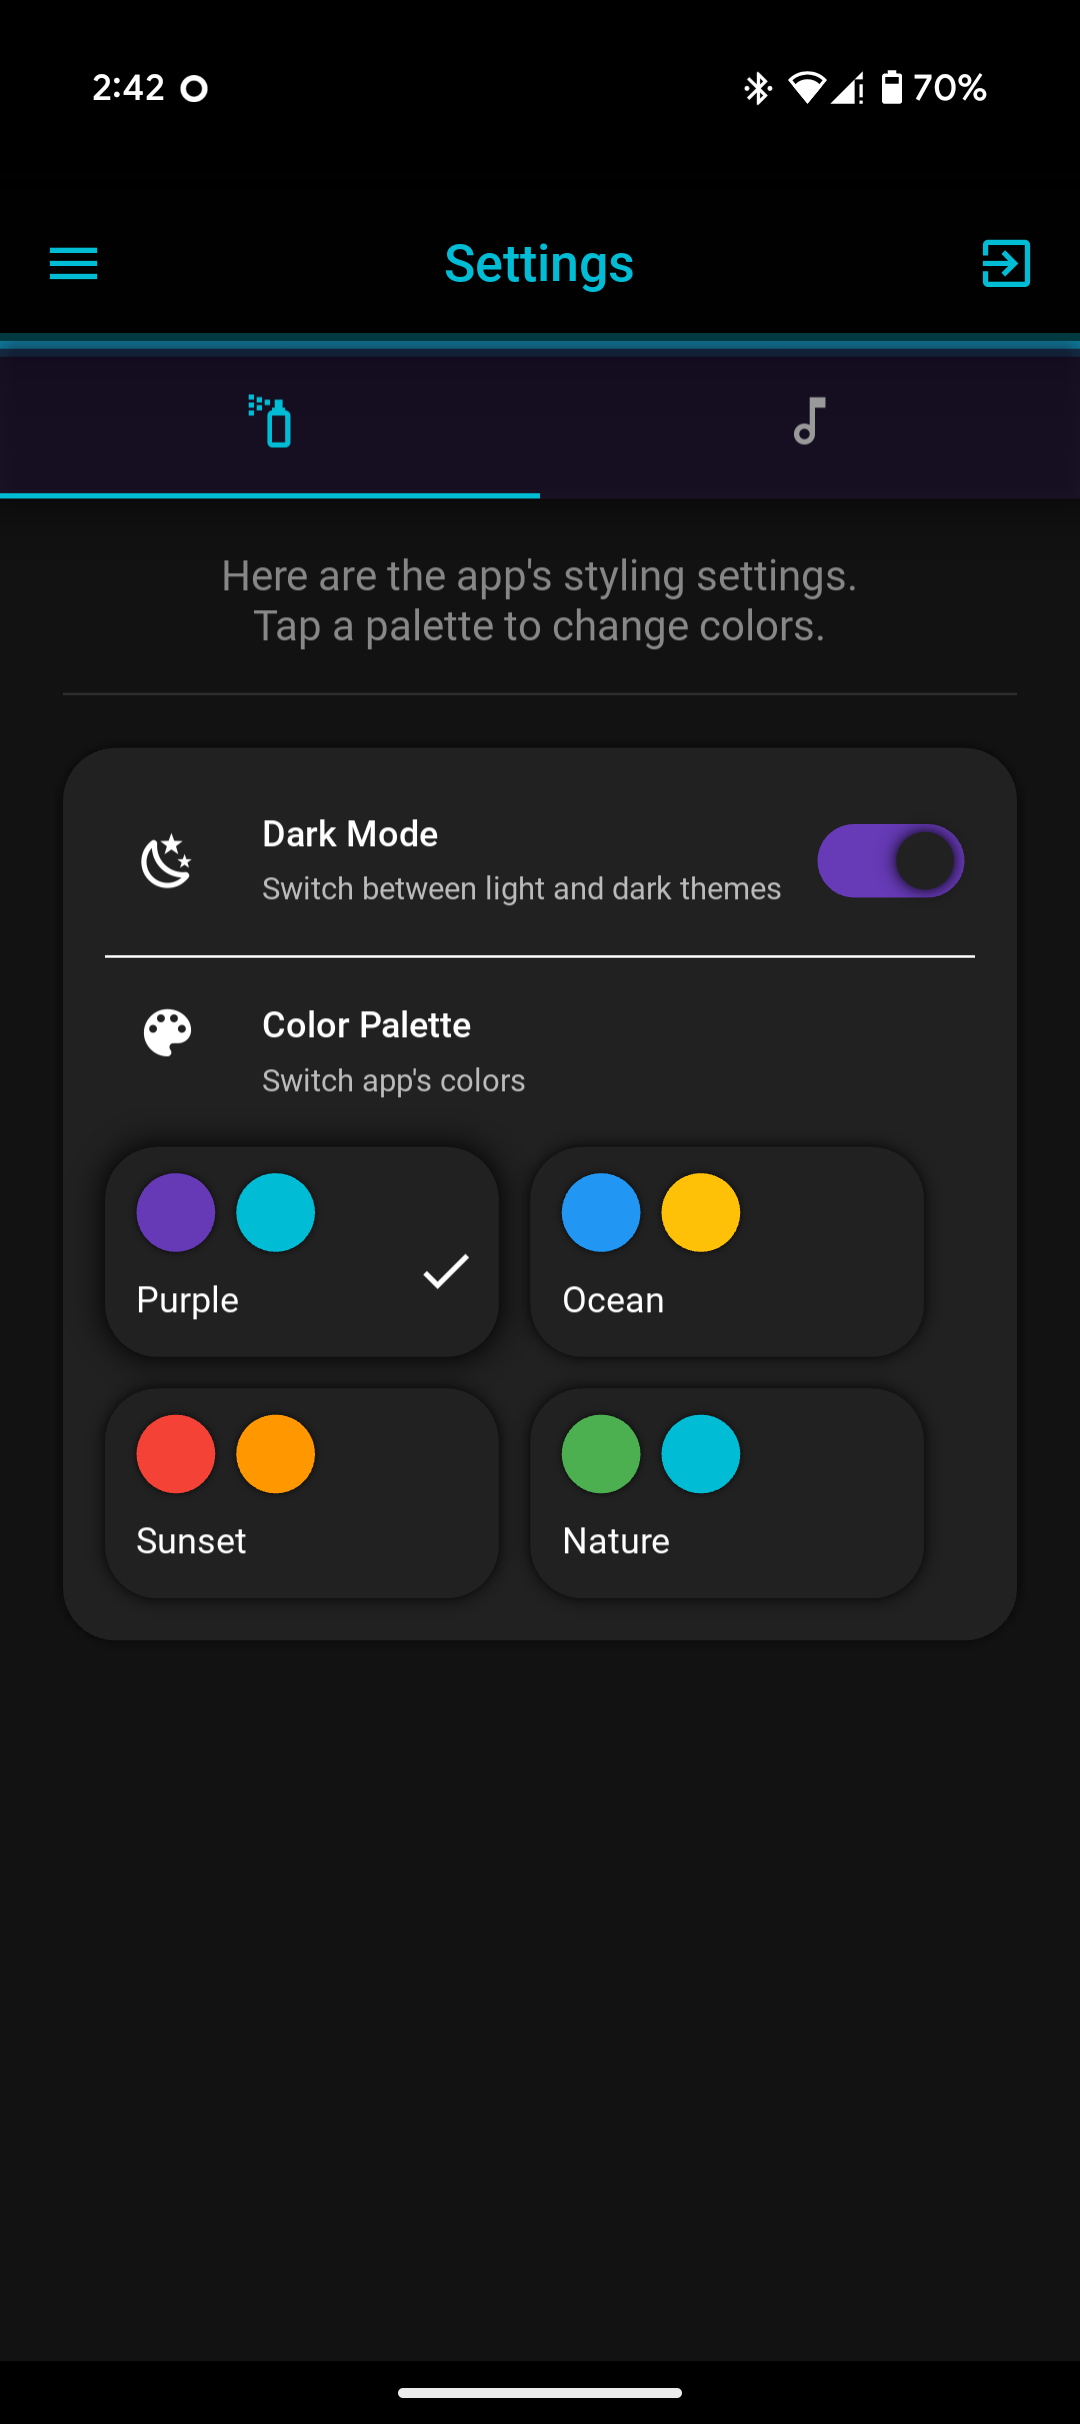 2:42
70%
Settings
Here are the app's styling settings.
Tap a palette to change colors.
Dark Mode
Switch between light and dark themes
Color Palette
Switch app's colors
Purple
Ocean
Sunset
Nature